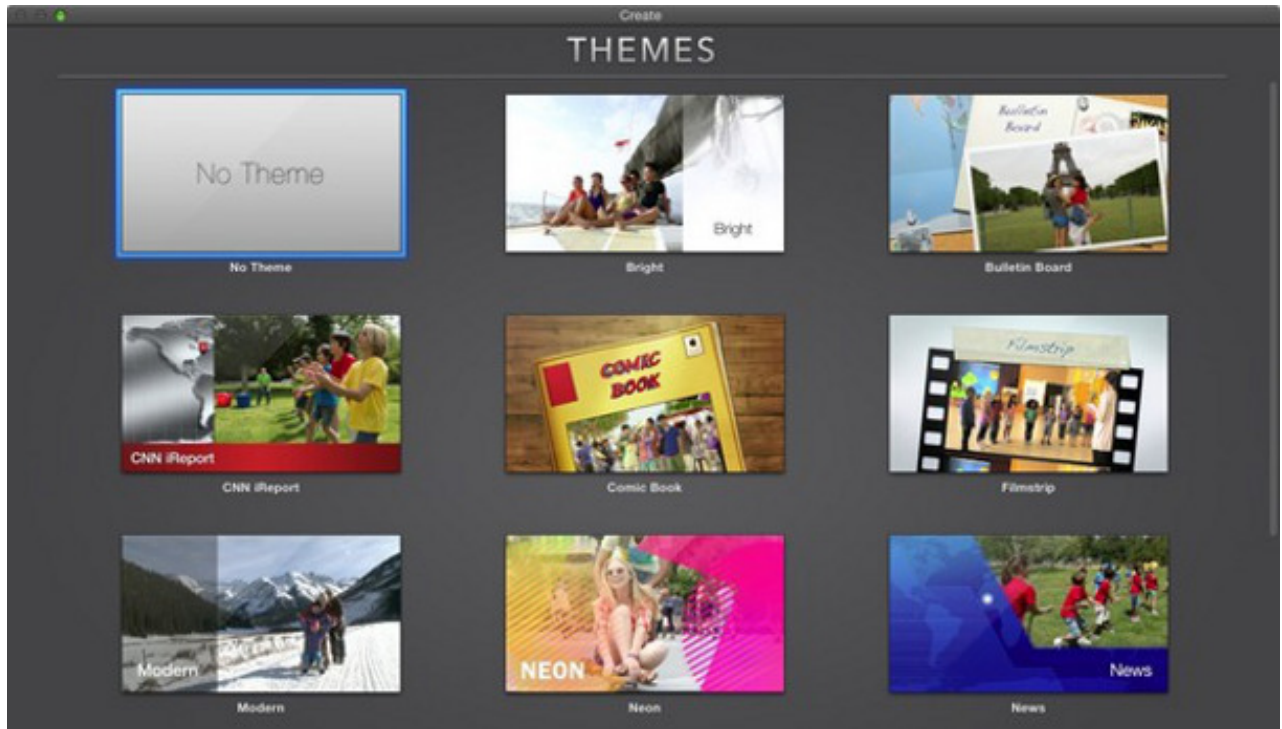 Create
THEMES
No Theme
Bright
Bulletin
Board
No Theme
Bright
Bulletin Board
CNN iReport
COMIC
BOOK
Filmstrip
CNN iReport
Comic Book
Filmstrip
Modern
NEON
News
Modern
Neon
News